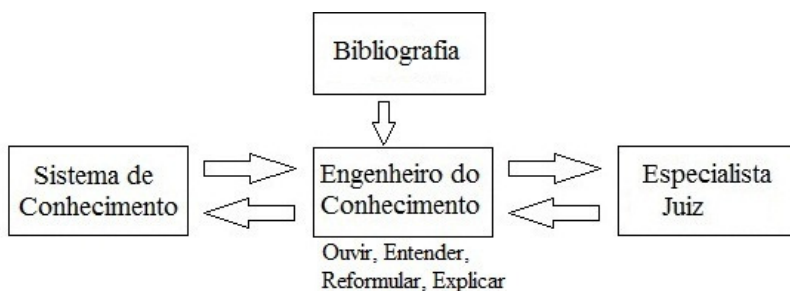 Bibliografia
Sistema de
Conhecimento
Engenheiro do
Conhecimento
Especialista
Juiz
Ouvir, Entender,
Reformular, Explicar